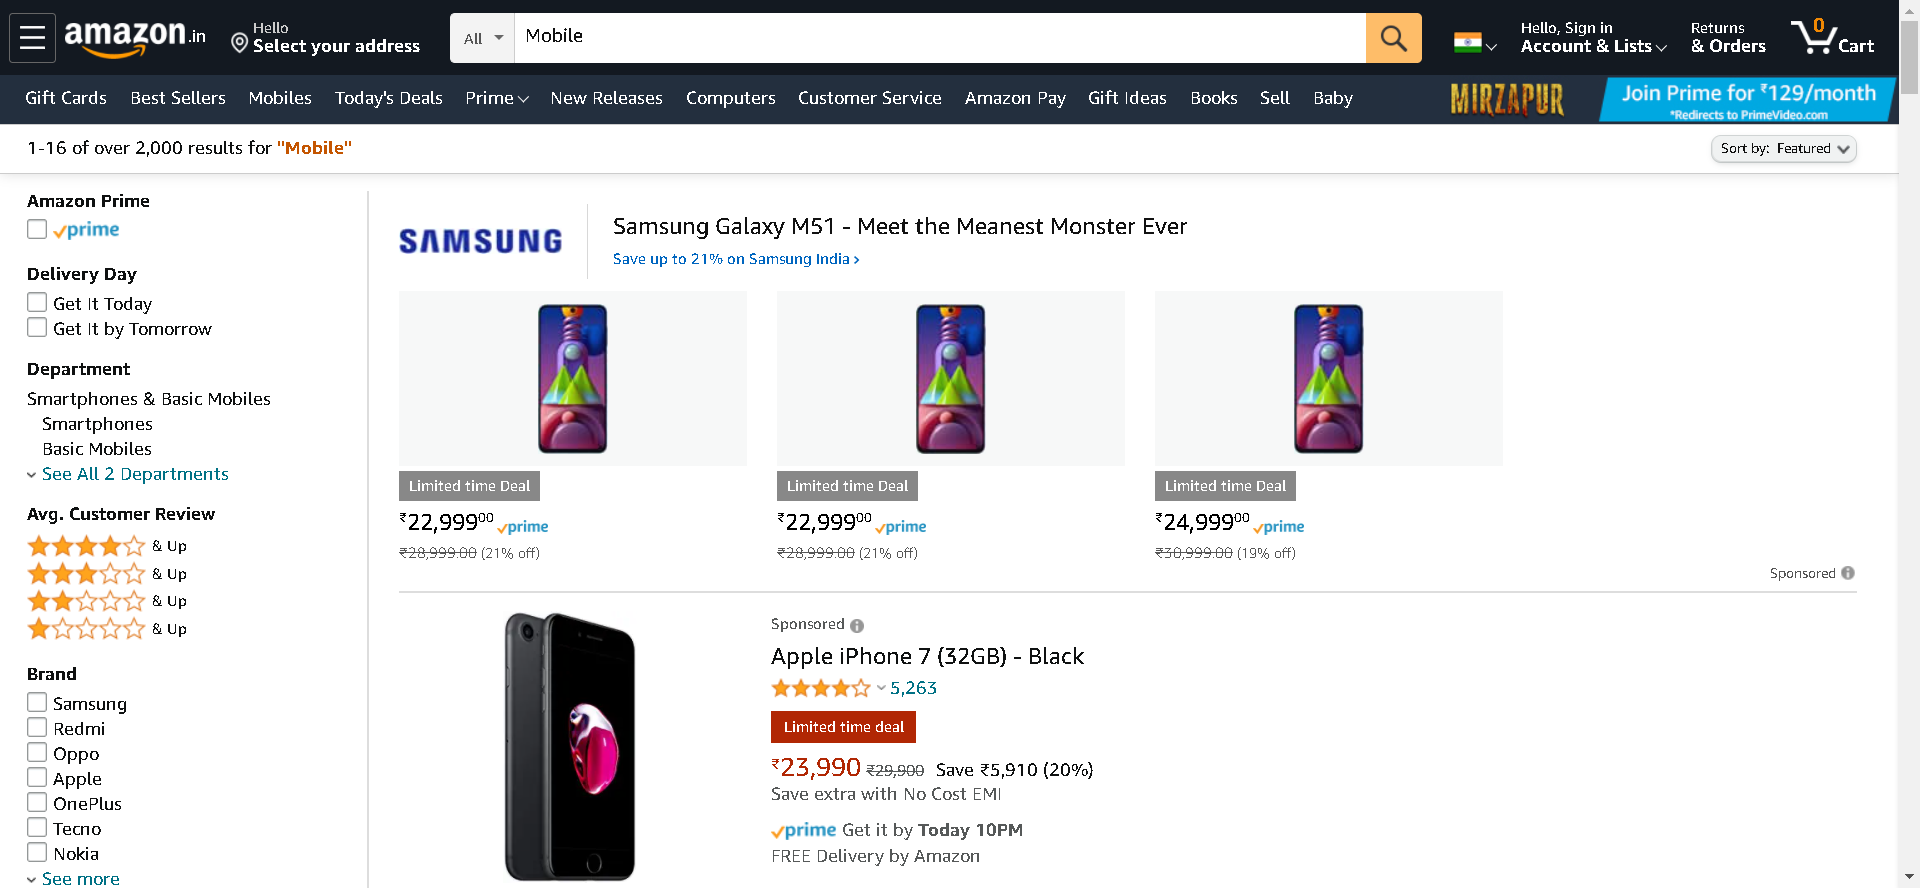 amazon.in
Hello
Select your address
All
Mobile
Hello, Sign in
Account & Lists
Returns
& Orders
0
Cart
Gift Cards
Best Sellers
Mobiles
Today's Deals
Prime
New Releases
Computers
Customer Service
Amazon Pay
Gift Ideas
Books
Sell
Baby
MIRZAPUR
Join Prime for ₹129/month
*Redirects to PrimeVideo.com
1-16 of over 2,000 results for "Mobile"
Sort by: Featured
Amazon Prime
prime
Delivery Day
Get It Today
Get It by Tomorrow
Department
Smartphones & Basic Mobiles
Smartphones
Basic Mobiles
See All 2 Departments
Avg. Customer Review
& Up
& Up
& Up
& Up
Brand
Samsung
Redmi
Oppo
Apple
OnePlus
Tecno
Nokia
See more
SAMSUNG
Samsung Galaxy M51 - Meet the Meanest Monster Ever
Save up to 21% on Samsung India ›
Limited time Deal
₹22,99900 prime
₹28,999.00 (21% off)
Limited time Deal
₹22,99900 prime
₹28,999.00 (21% off)
Limited time Deal
₹24,99900 prime
₹30,999.00 (19% off)
Sponsored
Sponsored
Apple iPhone 7 (32GB) - Black
5,263
Limited time deal
₹23,990 ₹29,900 Save ₹5,910 (20%)
Save extra with No Cost EMI
prime Get it by Today 10PM
FREE Delivery by Amazon